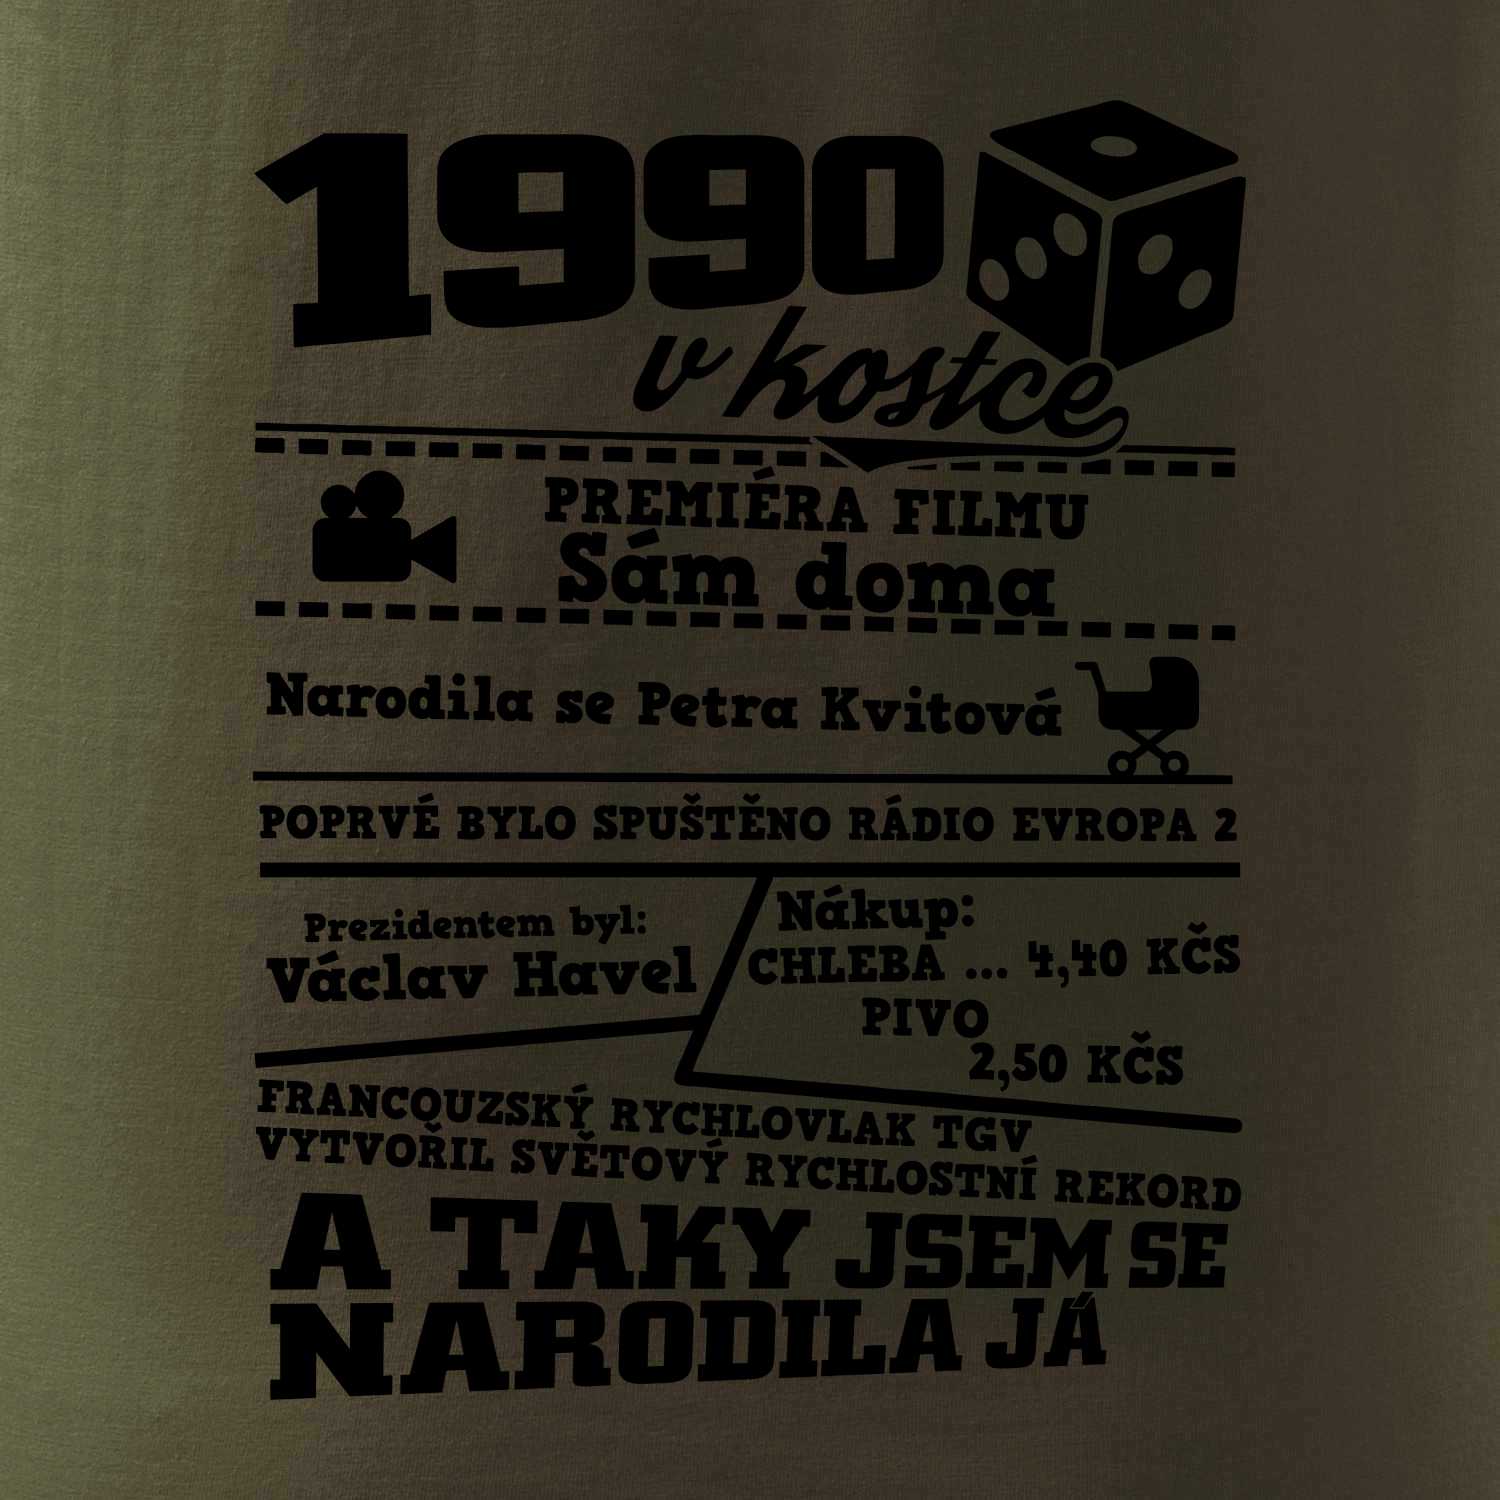 1990
v kostce
PREMIÉRA FILMU
Sám doma
Narodila se Petra Kvitová
POPRVÉ BYLO SPUŠTĚNO RÁDIO EVROPA 2
Prezidentem byl:
Václav Havel
Nákup:
CHLEBA ... 4,40 KČS
PIVO
2,50 KČS
FRANCOUZSKÝ RYCHLOVLAK TGV
VYTVOŘIL SVĚTOVÝ RYCHLOSTNÍ REKORD
A TAKY JSEM SE
NARODILA JÁ